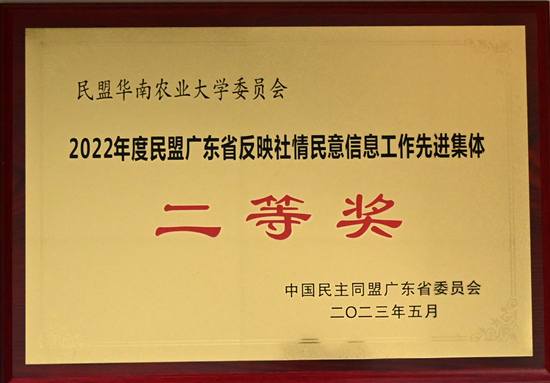 民盟华南农业大学委员会
2022年度民盟广东省反映社情民意信息工作先进集体
二等奖
中国民主同盟广东省委员会
二〇二三年五月